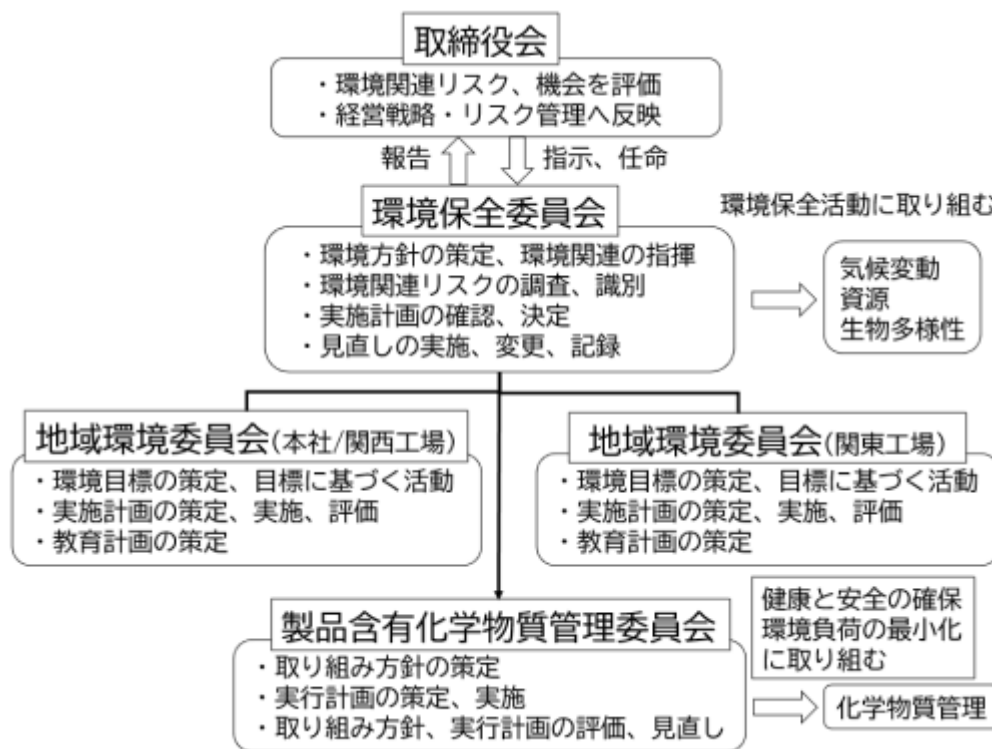 取締役会
・環境関連リスク、機会を評価
・経営戦略・リスク管理へ反映
報告
指示、任命
環境保全委員会
・環境方針の策定、環境関連の指揮
・環境関連リスクの調査、識別
・実施計画の確認、決定
・見直しの実施、変更、記録
環境保全活動に取り組む
気候変動
資源
生物多様性
地域環境委員会(本社/関西工場)
・環境目標の策定、目標に基づく活動
・実施計画の策定、実施、評価
・教育計画の策定
地域環境委員会(関東工場)
・環境目標の策定、目標に基づく活動
・実施計画の策定、実施、評価
・教育計画の策定
製品含有化学物質管理委員会
・取り組み方針の策定
・実行計画の策定、実施
・取り組み方針、実行計画の評価、見直し
健康と安全の確保
環境負荷の最小化
に取り組む
化学物質管理